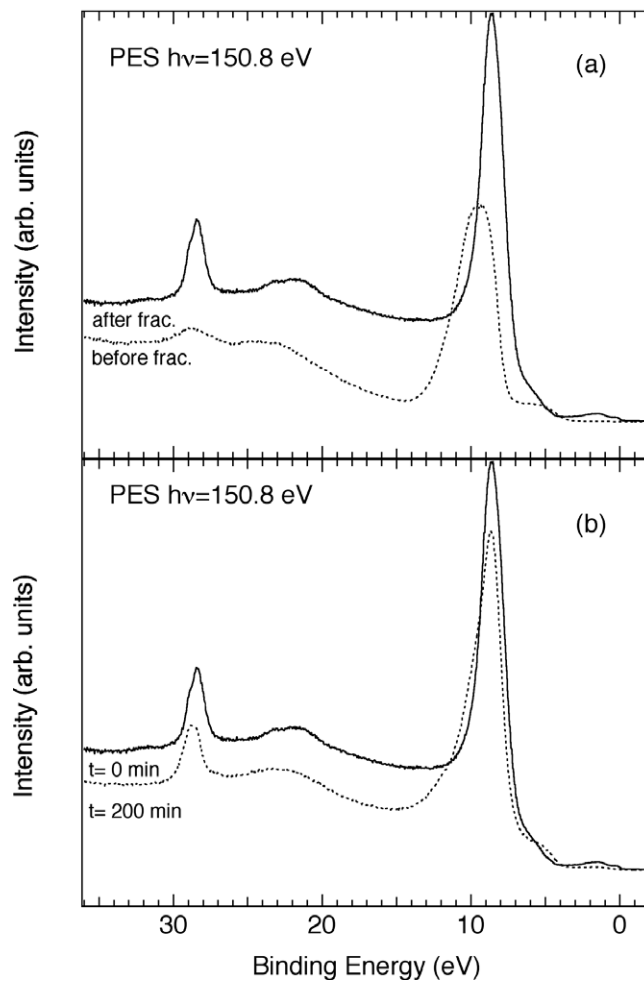 PES hν=150.8 eV
(a)
Intensity (arb. units)
after frac.
before frac.
PES hν=150.8 eV
(b)
Intensity (arb. units)
t= 0 min
t= 200 min
30 20 10 0
Binding Energy (eV)